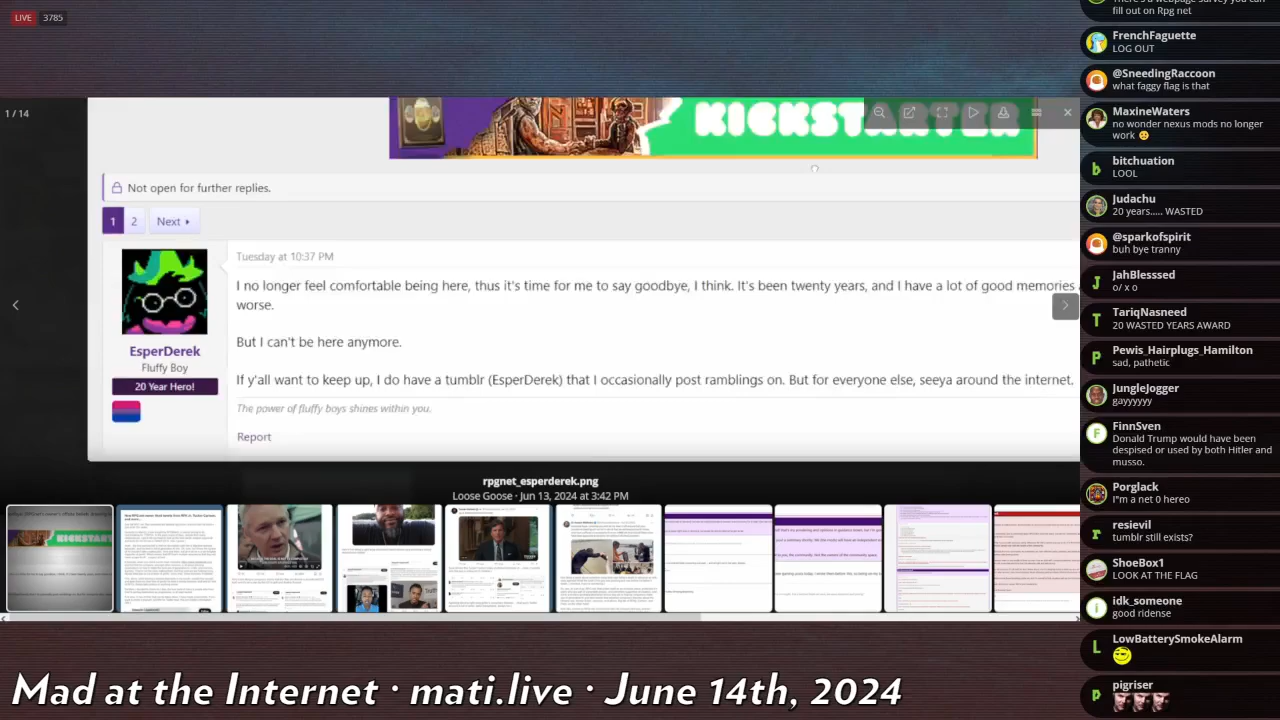 LIVE 3785
1 / 14
KICKSTARTER
Not open for further replies.
1 2 Next
Tuesday at 10:37 PM
I no longer feel comfortable being here, thus it's time for me to say goodbye, I think. It's been twenty years, and I have a lot of good memories
worse.
But I can't be here anymore.
If y'all want to keep up, I do have a tumblr (EsperDerek) that I occasionally post ramblings on. But for everyone else, seeya around the internet.
EsperDerek
Fluffy Boy
20 Year Hero!
The power of fluffy boys shines within you.
Report
rpgnet_esperderek.png
Loose Goose · Jun 13, 2024 at 3:42 PM
Mad at the Internet · mati.live · June 14th, 2024
fill out on Rpg net
FrenchFaguette
LOG OUT
@SneedingRaccoon
what faggy flag is that
MaxineWaters
no wonder nexus mods no longer
work
bitchuation
LOOL
Judachu
20 years..... WASTED
@sparkofspirit
buh bye tranny
JahBlesssed
o/ x o
TariqNasneed
20 WASTED YEARS AWARD
Pewis_Hairplugs_Hamilton
sad, pathetic
JungleJogger
gayyyyyy
FinnSven
Donald Trump would have been
despised or used by both Hitler and
musso.
PorgJack
I"m a net 0 hereo
resievil
tumblr still exists?
ShoeBox1
LOOK AT THE FLAG
idk_someone
good ridense
LowBatterySmokeAlarm
pigriser